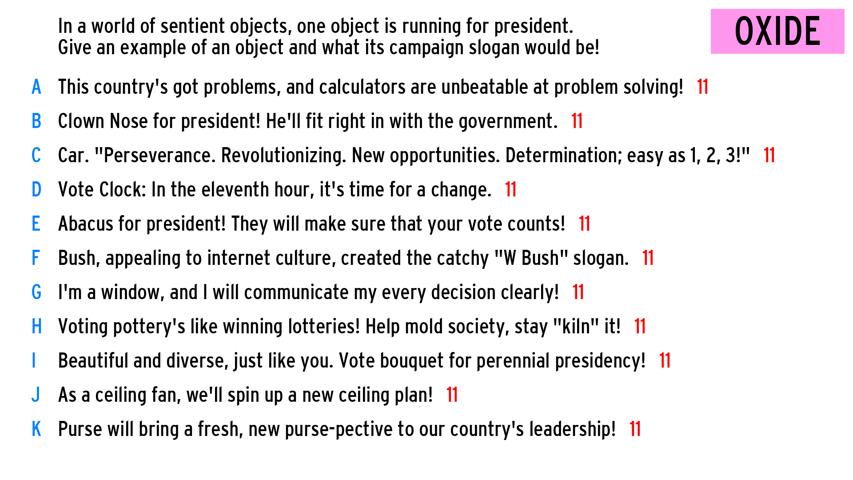 In a world of sentient objects, one object is running for president.
Give an example of an object and what its campaign slogan would be!
OXIDE
A This country's got problems, and calculators are unbeatable at problem solving! 11
B Clown Nose for president! He'll fit right in with the government. 11
C Car. "Perseverance. Revolutionizing. New opportunities. Determination; easy as 1, 2, 3!" 11
D Vote Clock: In the eleventh hour, it's time for a change. 11
E Abacus for president! They will make sure that your vote counts! 11
F Bush, appealing to internet culture, created the catchy "W Bush" slogan. 11
G I'm a window, and I will communicate my every decision clearly! 11
H Voting pottery's like winning lotteries! Help mold society, stay "kiln" it! 11
I Beautiful and diverse, just like you. Vote bouquet for perennial presidency! 11
J As a ceiling fan, we'll spin up a new ceiling plan! 11
K Purse will bring a fresh, new purse-pective to our country's leadership! 11